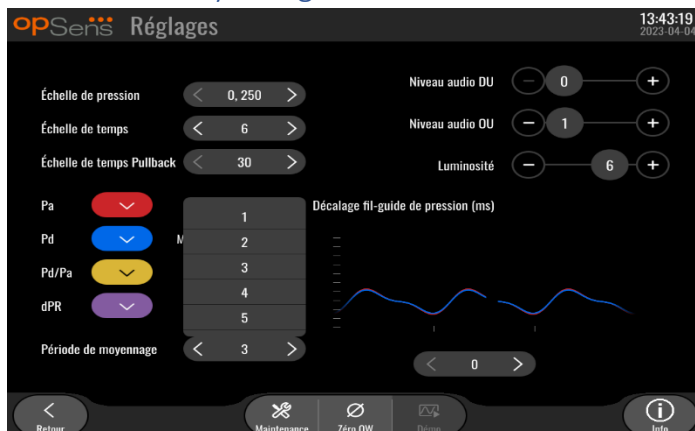 opSens Réglages
13:43:19
2023-04-04
Échelle de pression
0, 250
Échelle de temps
6
Échelle de temps Pullback
30
Niveau audio DU
0
Niveau audio OU
1
Luminosité
6
Pa
Pd
M
Pd/Pa
dPR
1
2
3
4
5
Décalage fil-guide de pression (ms)
Période de moyennage
3
0
Retour
Maintenance
Zéro OW
Démo
Info